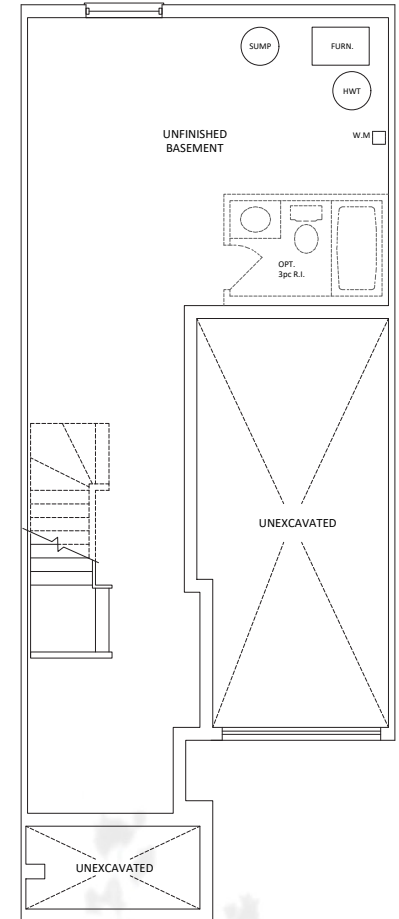 SUMP
FURN.
HWT
W.M
UNFINISHED
BASEMENT
OPT.
3pc R.I.
UNEXCAVATED
UNEXCAVATED